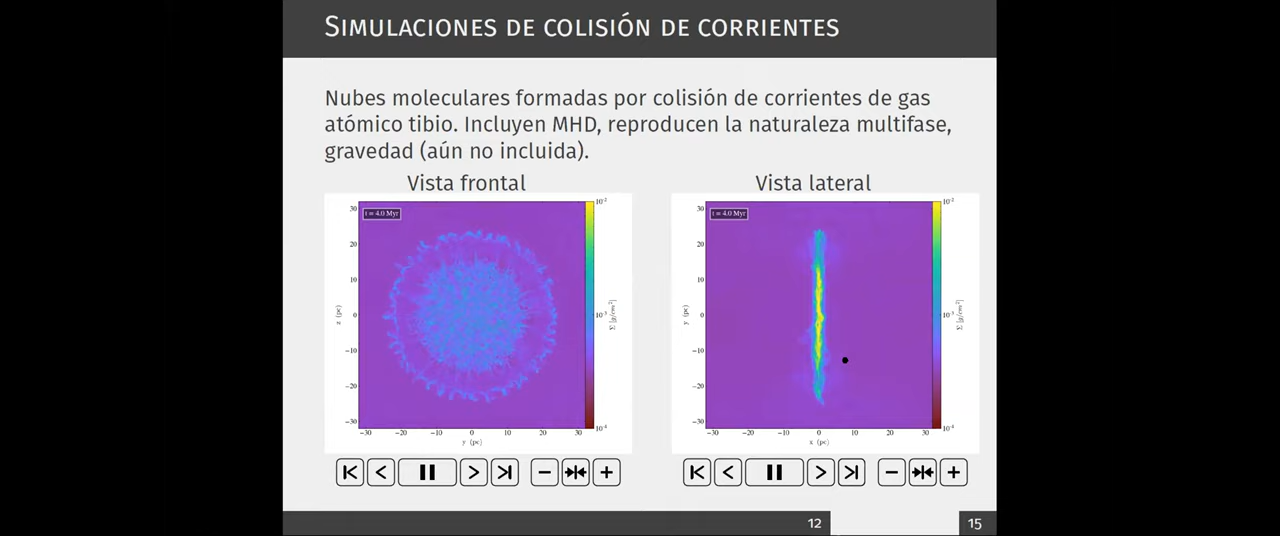 SIMULACIONES DE COLISIÓN DE CORRIENTES
Nubes moleculares formadas por colisión de corrientes de gas
atómico tibio. Incluyen MHD, reproducen la naturaleza multifase,
gravedad (aún no incluida).
Vista frontal
t = 4.0 Myr
30
20
10
0
−10
−20
−30
z (pc)
−30 −20 −10 0 10 20 30
y (pc)
10⁻²
10⁻³
10⁻⁴
Σ [g/cm²]
Vista lateral
t = 4.0 Myr
30
20
10
0
−10
−20
−30
y (pc)
−30 −20 −10 0 10 20 30
x (pc)
10⁻²
10⁻³
10⁻⁴
Σ [g/cm²]
12
15